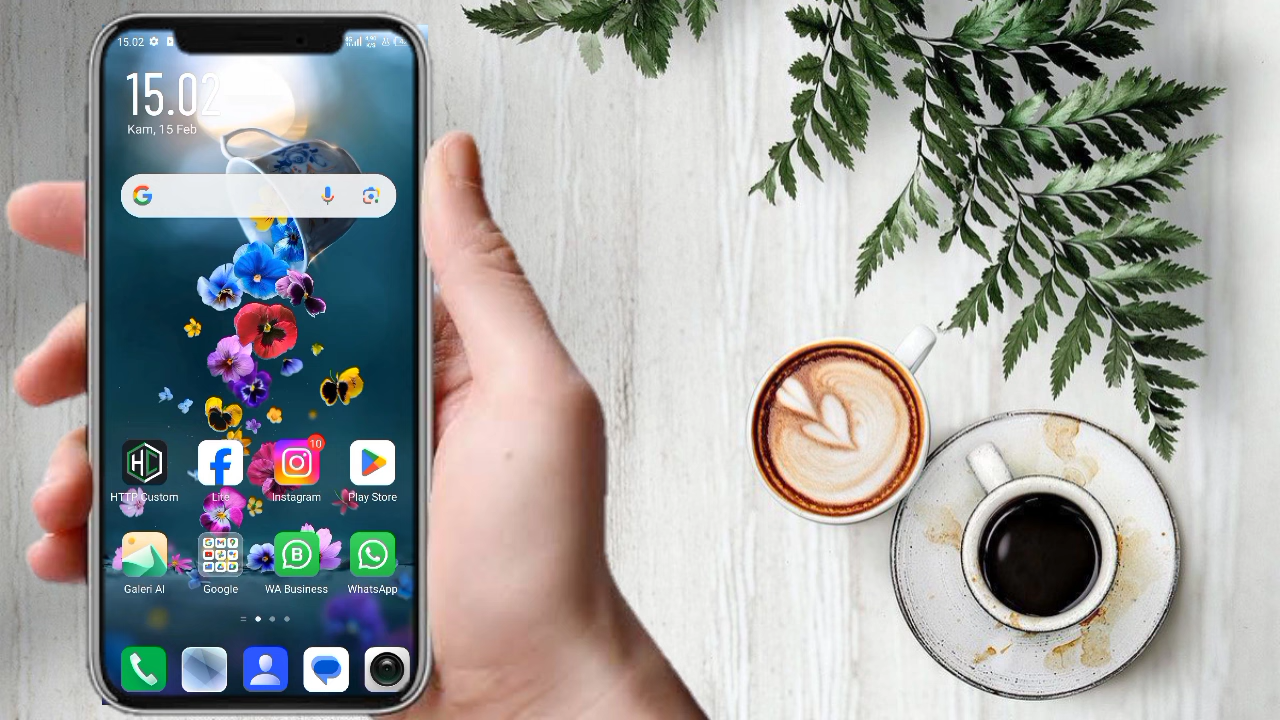 15.02
15.02
Kam, 15 Feb
10
HTTP Custom
Lite
Instagram
Play Store
B
Galeri AI
Google
WA Business
WhatsApp